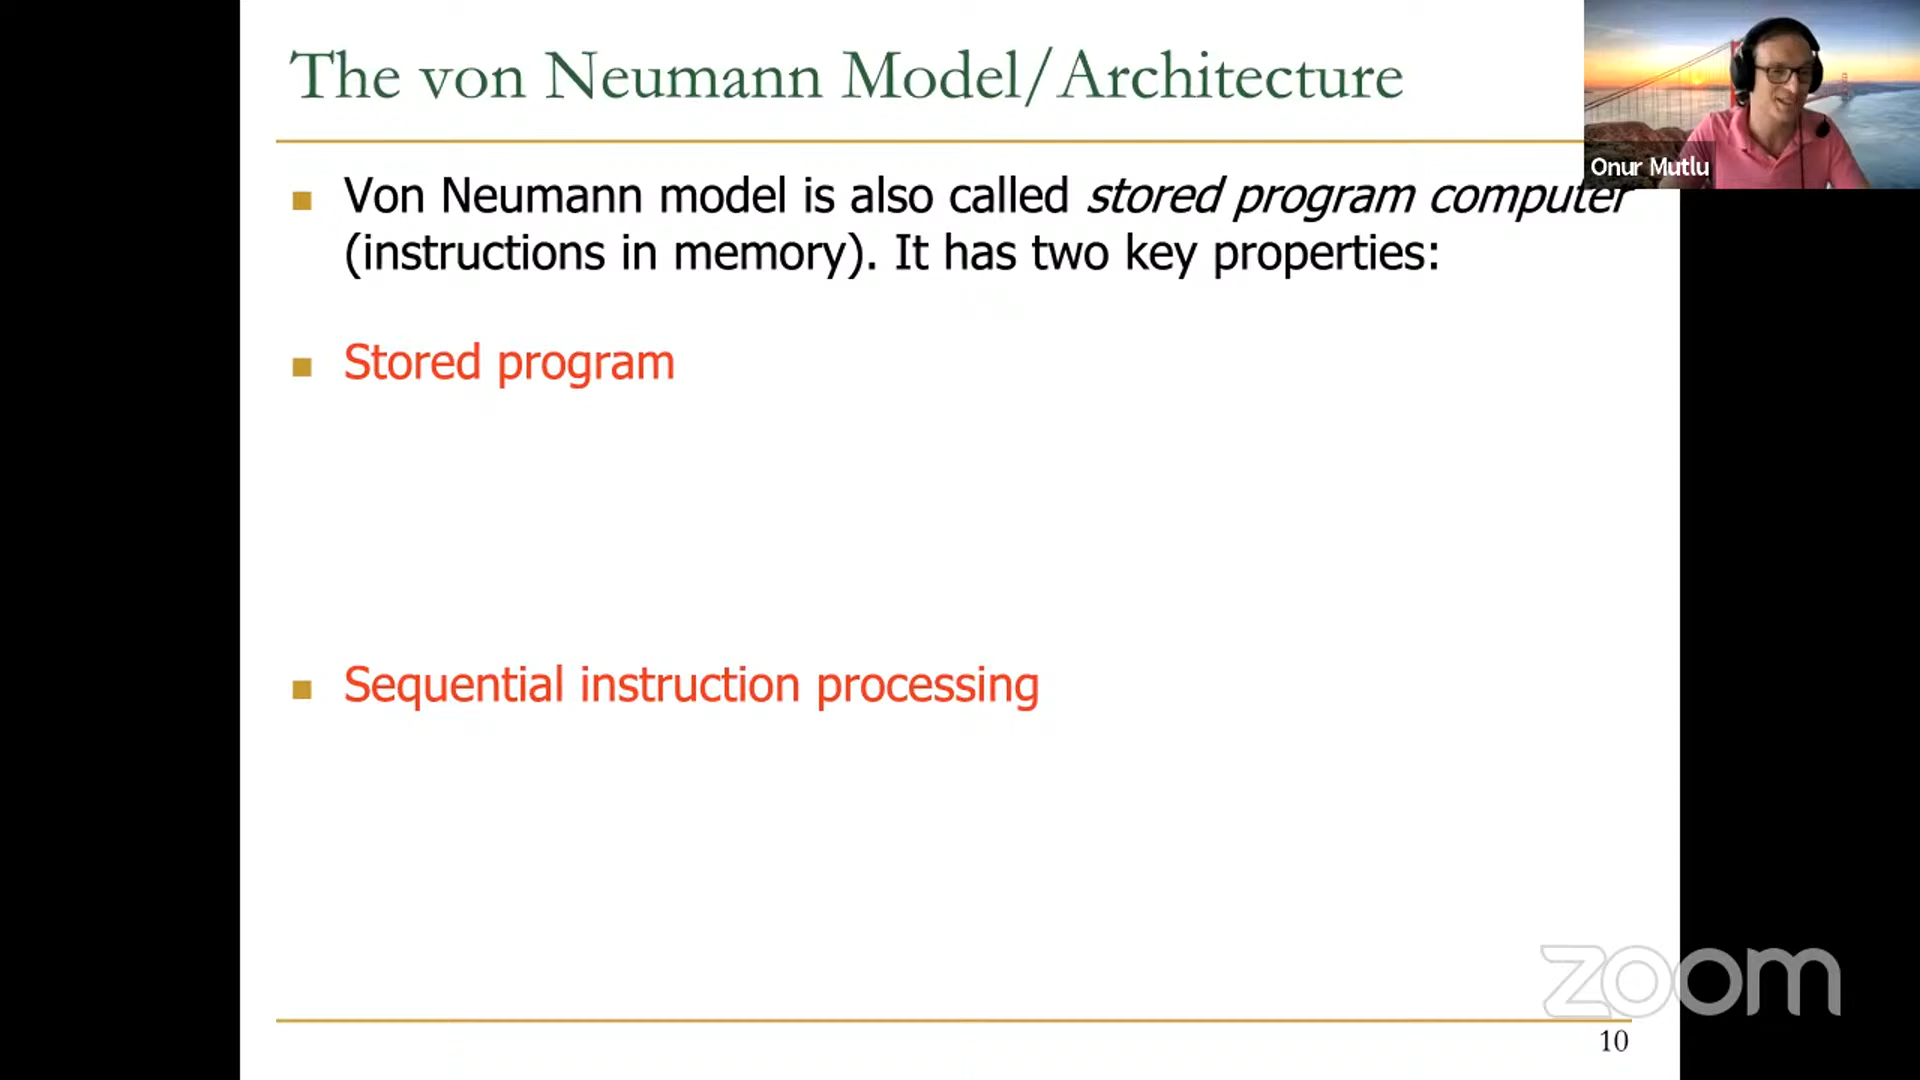 The von Neumann Model/Architecture
Onur Mutlu
Von Neumann model is also called stored program computer
(instructions in memory). It has two key properties:
Stored program
Sequential instruction processing
zoom
10